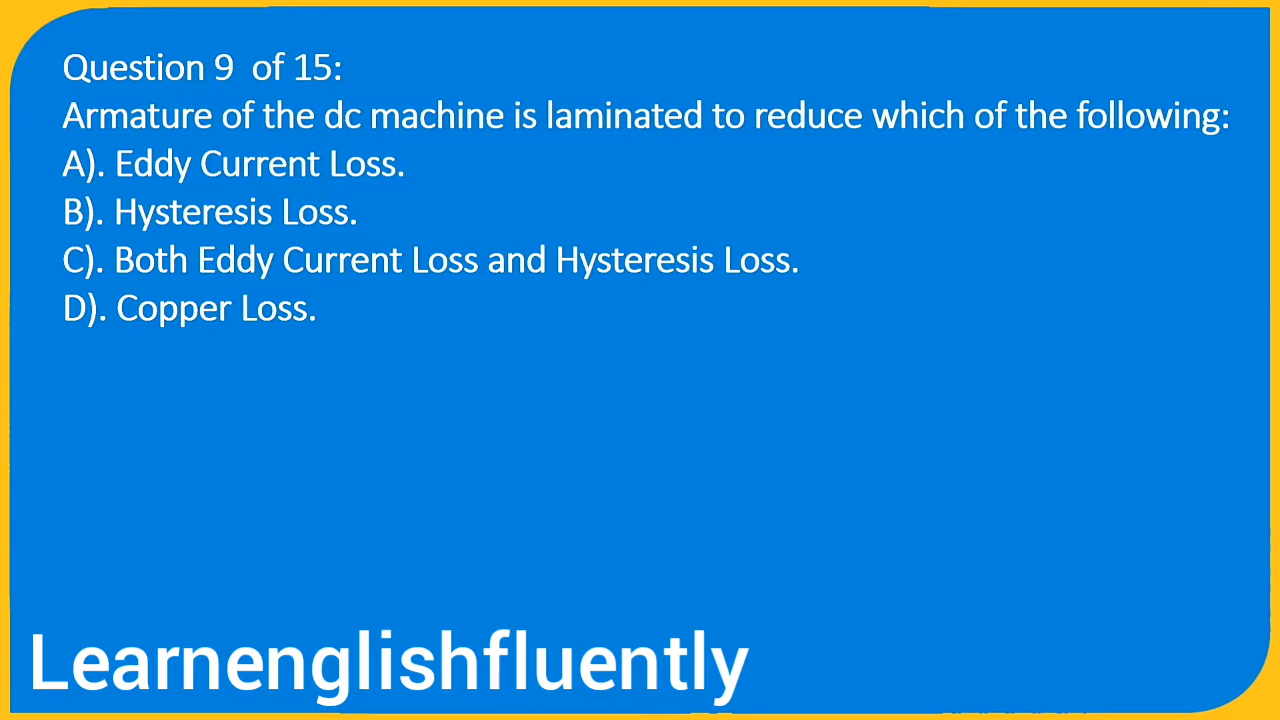 Question 9  of 15:
Armature of the dc machine is laminated to reduce which of the following:
A). Eddy Current Loss.
B). Hysteresis Loss.
C). Both Eddy Current Loss and Hysteresis Loss.
D). Copper Loss.
Learnenglishfluently